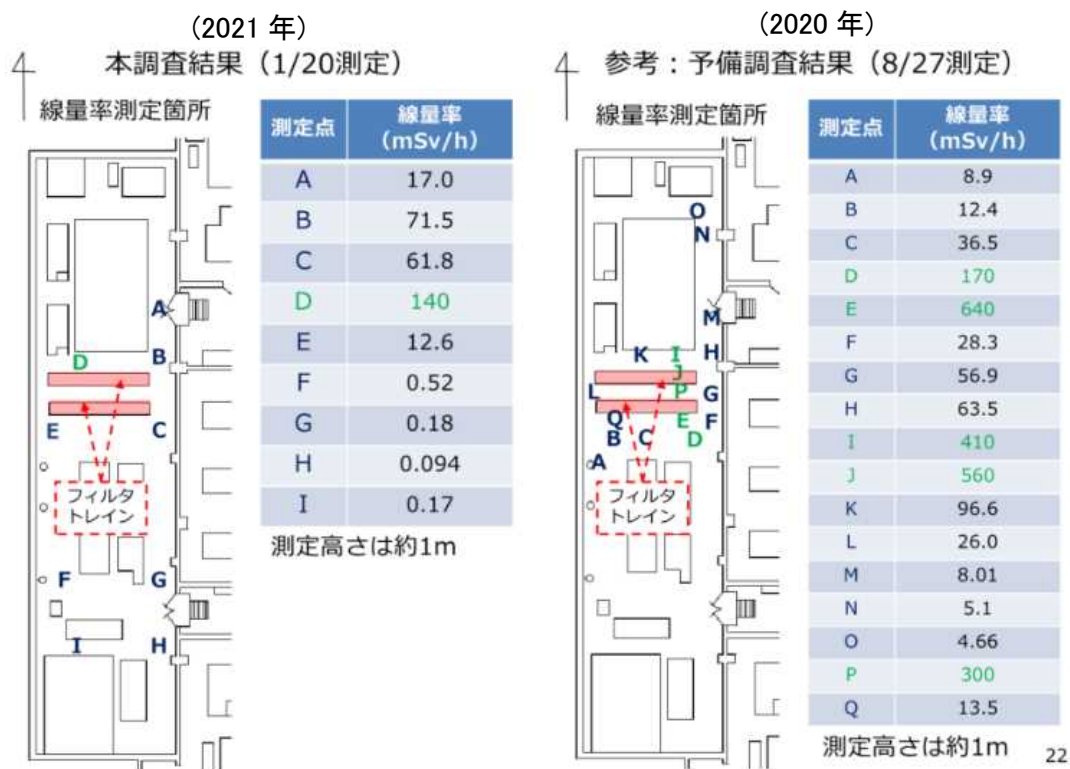 (2021 年)
本調査結果（1/20測定）
線量率測定箇所
測定点 線量率（mSv/h）
A 17.0
B 71.5
C 61.8
D 140
E 12.6
F 0.52
G 0.18
H 0.094
I 0.17
測定高さは約1m
A
B
D
C
E
フィルタ
トレイン
F
G
I
H
(2020 年)
参考：予備調査結果（8/27測定）
線量率測定箇所
測定点 線量率（mSv/h）
A 8.9
B 12.4
C 36.5
D 170
E 640
F 28.3
G 56.9
H 63.5
I 410
J 560
K 96.6
L 26.0
M 8.01
N 5.1
O 4.66
P 300
Q 13.5
測定高さは約1m
O
N
M
K I H
J
L P G
Q E F
B C D
A
フィルタ
トレイン
22